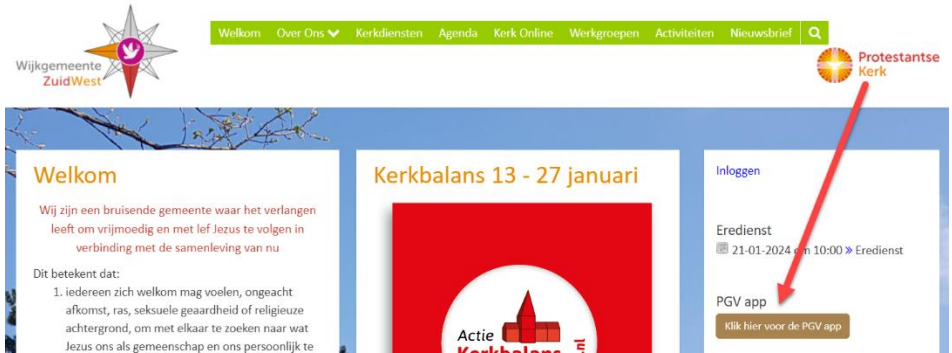 Welkom Over Ons Kerkdiensten Agenda Kerk Online Werkgroepen Activiteiten Nieuwsbrief
Wijkgemeente
ZuidWest
Protestantse
Kerk
Welkom
Wij zijn een bruisende gemeente waar het verlangen
leeft om vrijmoedig en met lef Jezus te volgen in
verbinding met de samenleving van nu
Dit betekent dat:
1. iedereen zich welkom mag voelen, ongeacht
afkomst, ras, seksuele geaardheid of religieuze
achtergrond, om met elkaar te zoeken naar wat
Jezus ons als gemeenschap en ons persoonlijk te
Kerkbalans 13 - 27 januari
Actie
Kerkbalans.nl
Inloggen
Eredienst
21-01-2024 om 10:00 » Eredienst
PGV app
Klik hier voor de PGV app